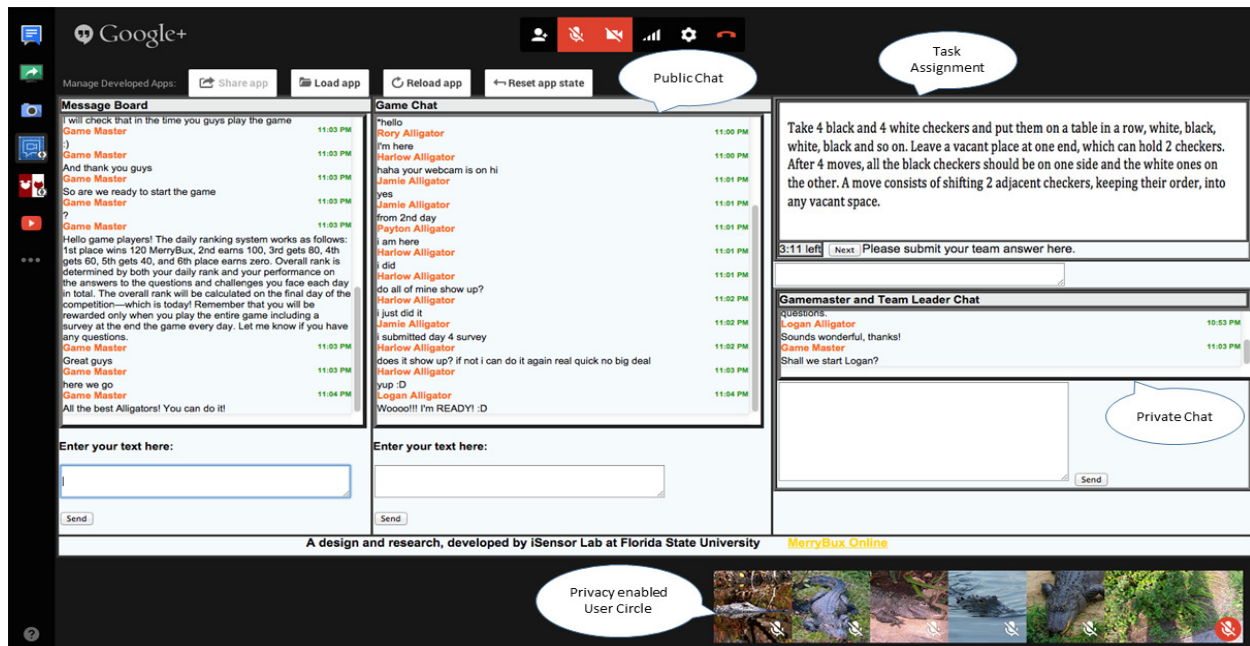 Google+
Public Chat
Task
Assignment
Manage Developed Apps:
Share app
Load app
Reload app
Reset app state
Message Board
I will check that in the time you guys play the game
Game Master 11:03 PM
:)
Game Master 11:03 PM
And thank you guys
Game Master 11:03 PM
So are we ready to start the game
Game Master 11:03 PM
?
Game Master 11:03 PM
Hello game players! The daily ranking system works as follows:
1st place wins 120 MerryBux, 2nd earns 100, 3rd gets 80, 4th
gets 60, 5th gets 40, and 6th place earns zero. Overall rank is
determined by both your daily rank and your performance on
the answers to the questions and challenges you face each day
in total. The overall rank will be calculated on the final day of the
competition—which is today! Remember that you will be
rewarded only when you play the entire game including a
survey at the end the game every day. Let me know if you have
any questions.
Game Master 11:03 PM
Great guys
Game Master 11:03 PM
here we go
Game Master 11:04 PM
All the best Alligators! You can do it!
Enter your text here:
Send
Game Chat
"hello
Rory Alligator 11:00 PM
I'm here
Harlow Alligator 11:00 PM
haha your webcam is on hi
Jamie Alligator 11:01 PM
yes
Jamie Alligator 11:01 PM
from 2nd day
Payton Alligator 11:01 PM
i am here
Harlow Alligator 11:01 PM
i did
Harlow Alligator 11:01 PM
do all of mine show up?
Harlow Alligator 11:02 PM
i just did it
Jamie Alligator 11:02 PM
i submitted day 4 survey
Harlow Alligator 11:02 PM
does it show up? if not i can do it again real quick no big deal
Harlow Alligator 11:03 PM
yup :D
Logan Alligator 11:04 PM
Woooo!!! I'm READY! :D
Enter your text here:
Send
Take 4 black and 4 white checkers and put them on a table in a row, white, black,
white, black and so on. Leave a vacant place at one end, which can hold 2 checkers.
After 4 moves, all the black checkers should be on one side and the white ones on
the other. A move consists of shifting 2 adjacent checkers, keeping their order, into
any vacant space.
3:11 left Next Please submit your team answer here.
Gamemaster and Team Leader Chat
questions.
Logan Alligator 10:53 PM
Sounds wonderful, thanks!
Game Master 11:03 PM
Shall we start Logan?
Private Chat
Send
A design and research, developed by iSensor Lab at Florida State University MerryBux Online
Privacy enabled
User Circle